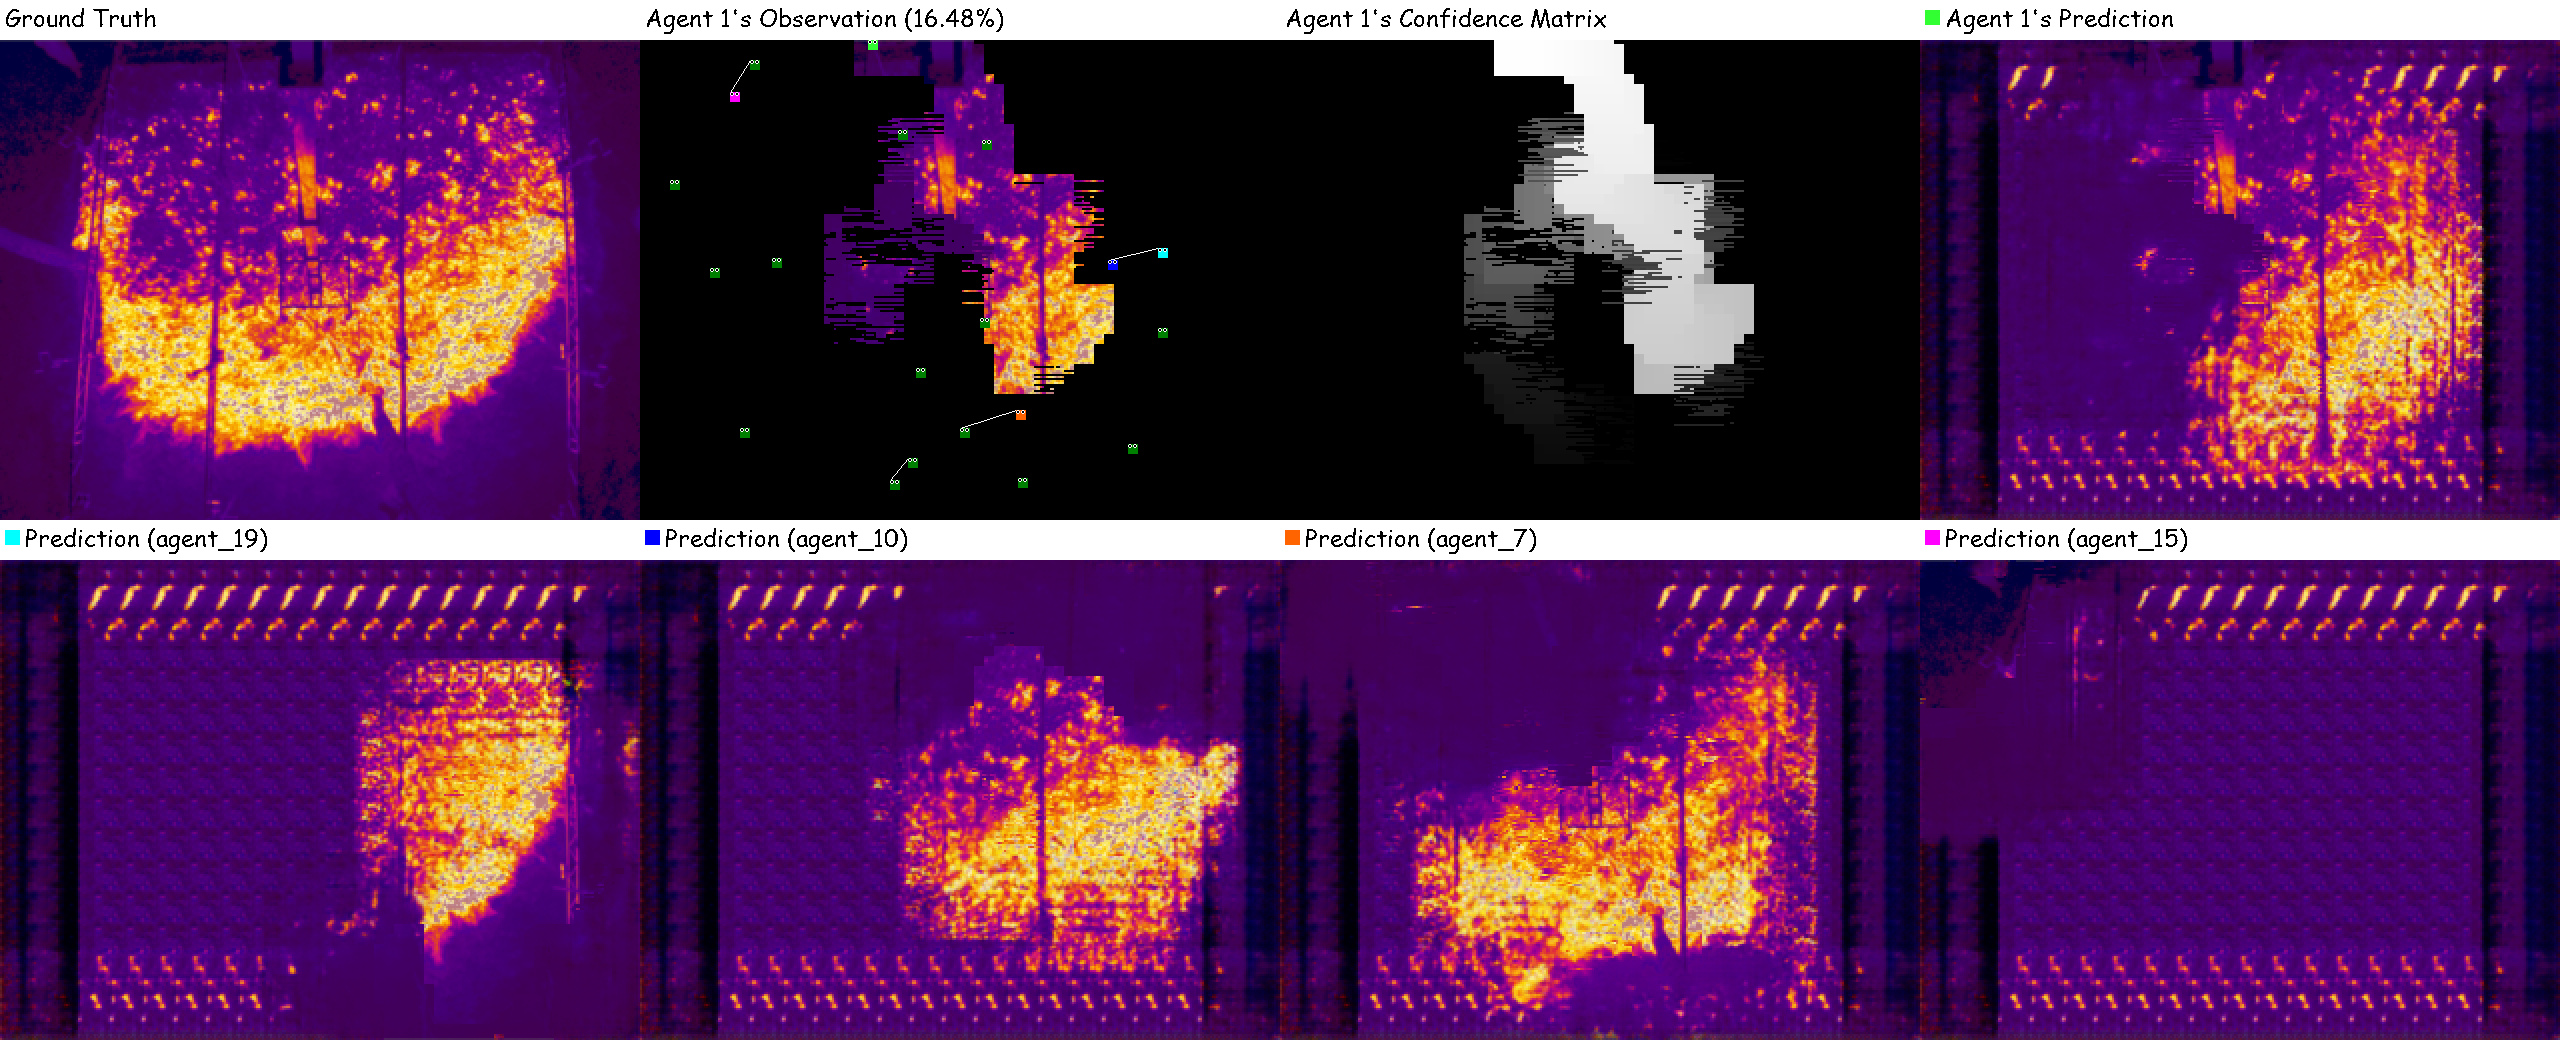 Ground Truth
Agent 1's Observation (16.48%)
Agent 1's Confidence Matrix
Agent 1's Prediction
Prediction (agent_19)
Prediction (agent_10)
Prediction (agent_7)
Prediction (agent_15)